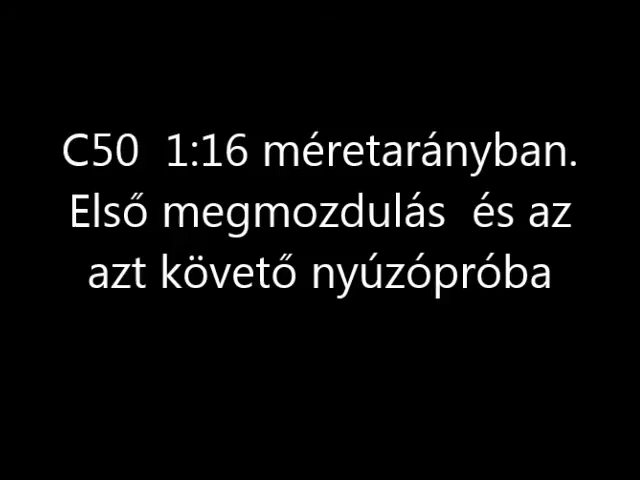 C50  1:16 méretarányban.
Első megmozdulás  és az
azt követő nyúzópróba